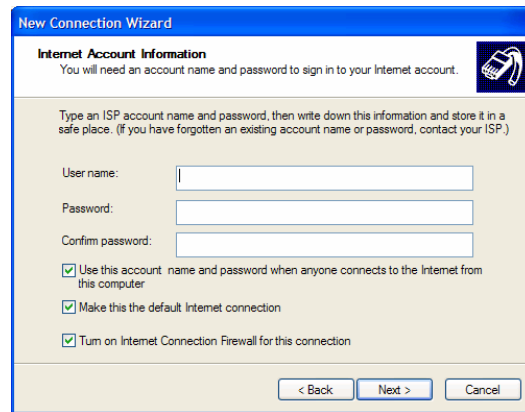 New Connection Wizard
Internet Account Information
You will need an account name and password to sign in to your Internet account.
Type an ISP account name and password, then write down this information and store it in a
safe place. (If you have forgotten an existing account name or password, contact your ISP.)
User name:
Password:
Confirm password:
Use this account name and password when anyone connects to the Internet from
this computer
Make this the default Internet connection
Turn on Internet Connection Firewall for this connection
< Back Next > Cancel